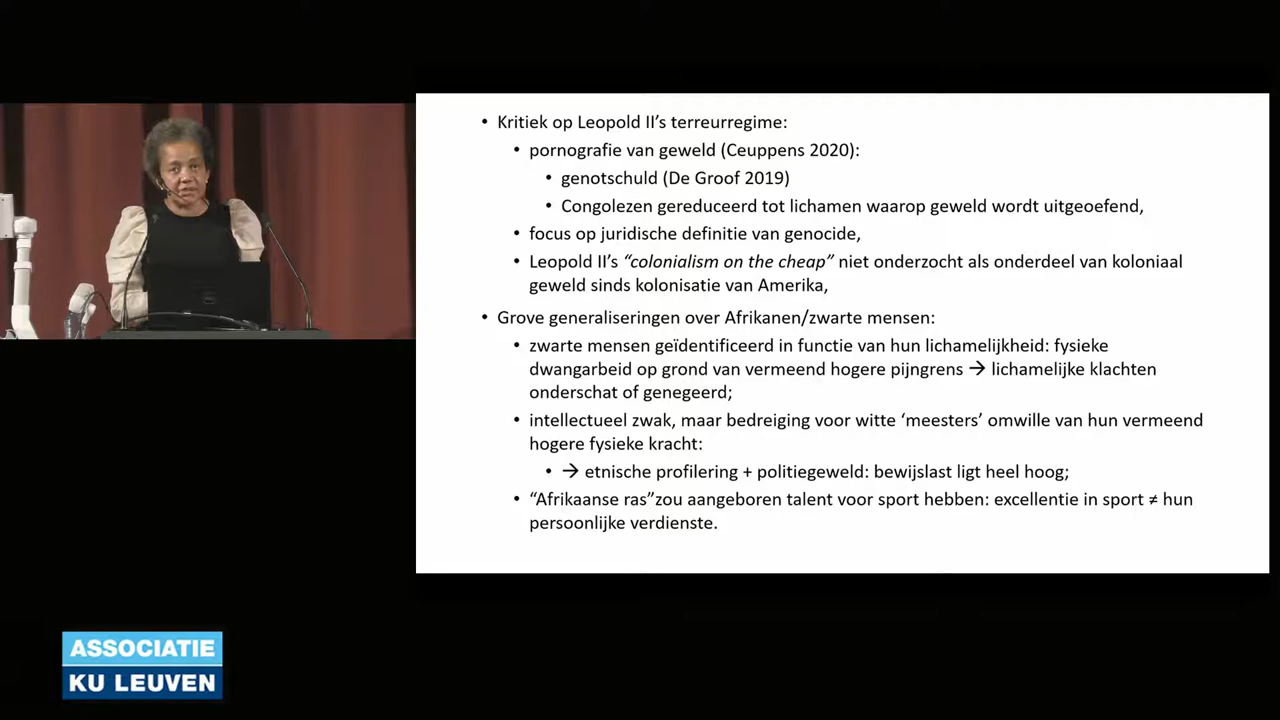 • Kritiek op Leopold II's terreurregime:
• pornografie van geweld (Ceuppens 2020):
• genotschuld (De Groof 2019)
• Congolezen gereduceerd tot lichamen waarop geweld wordt uitgeoefend,
• focus op juridische definitie van genocide,
• Leopold II's “colonialism on the cheap” niet onderzocht als onderdeel van koloniaal
geweld sinds kolonisatie van Amerika,
• Grove generaliseringen over Afrikanen/zwarte mensen:
• zwarte mensen geïdentificeerd in functie van hun lichamelijkheid: fysieke
dwangarbeid op grond van vermeend hogere pijngrens → lichamelijke klachten
onderschat of genegeerd;
• intellectueel zwak, maar bedreiging voor witte ‘meesters’ omwille van hun vermeend
hogere fysieke kracht:
• → etnische profilering + politiegeweld: bewijslast ligt heel hoog;
• “Afrikaanse ras”zou aangeboren talent voor sport hebben: excellentie in sport ≠ hun
persoonlijke verdienste.
ASSOCIATIE
KU LEUVEN